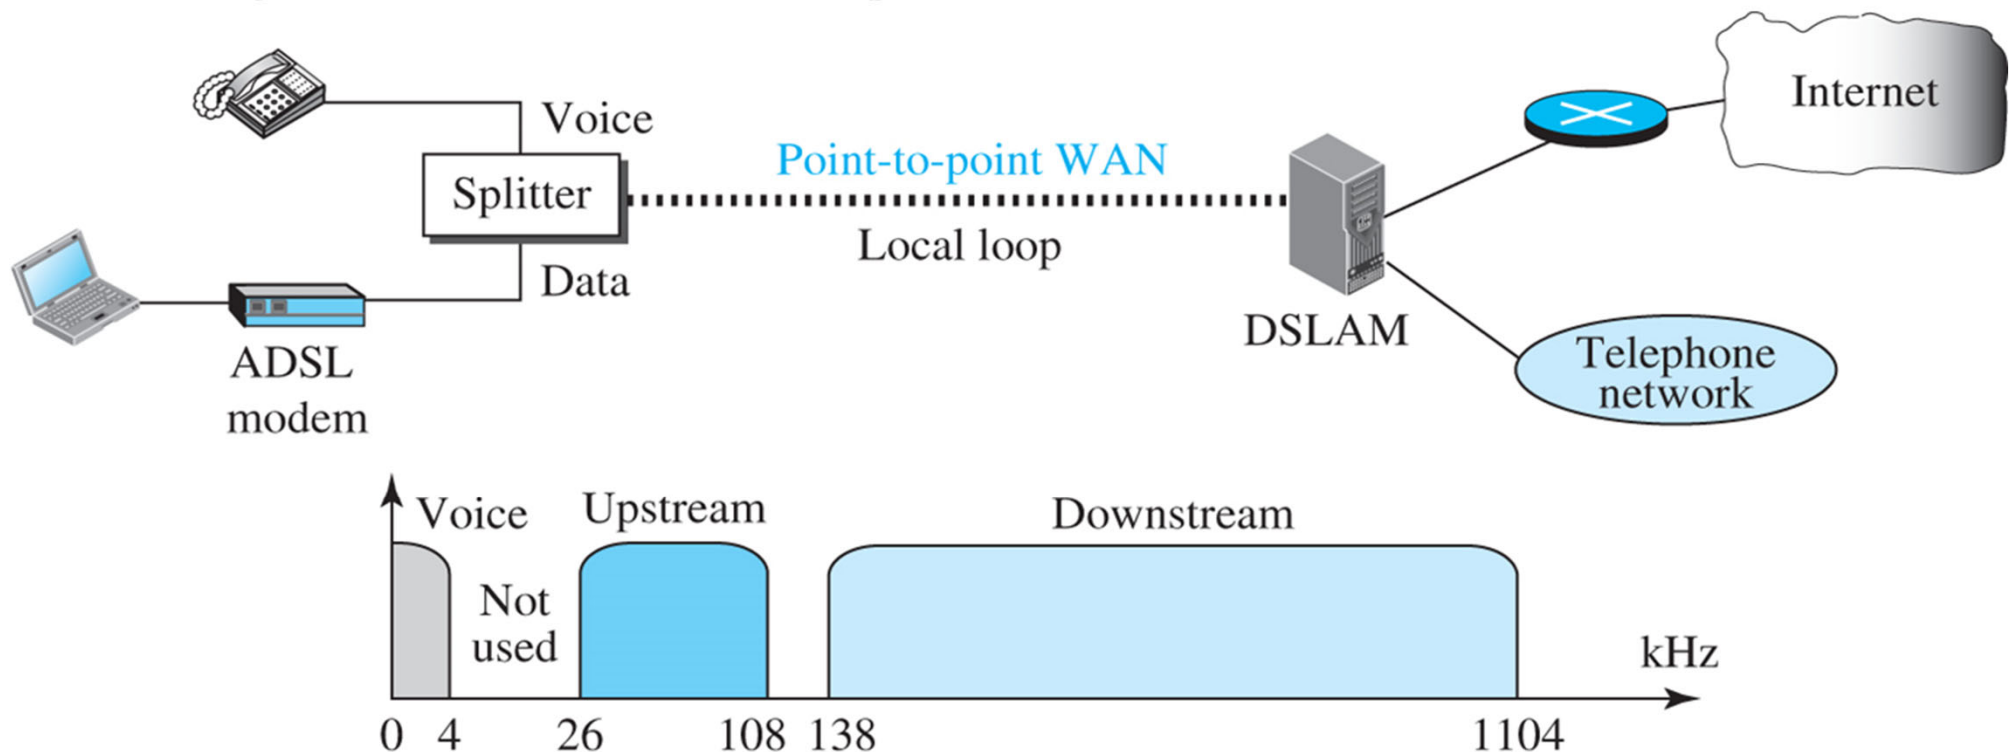 Voice
Splitter
Data
ADSL
modem
Point-to-point WAN
Local loop
DSLAM
Internet
Telephone
network
Voice
Not
used
Upstream
Downstream
kHz
0 4 26 108 138 1104